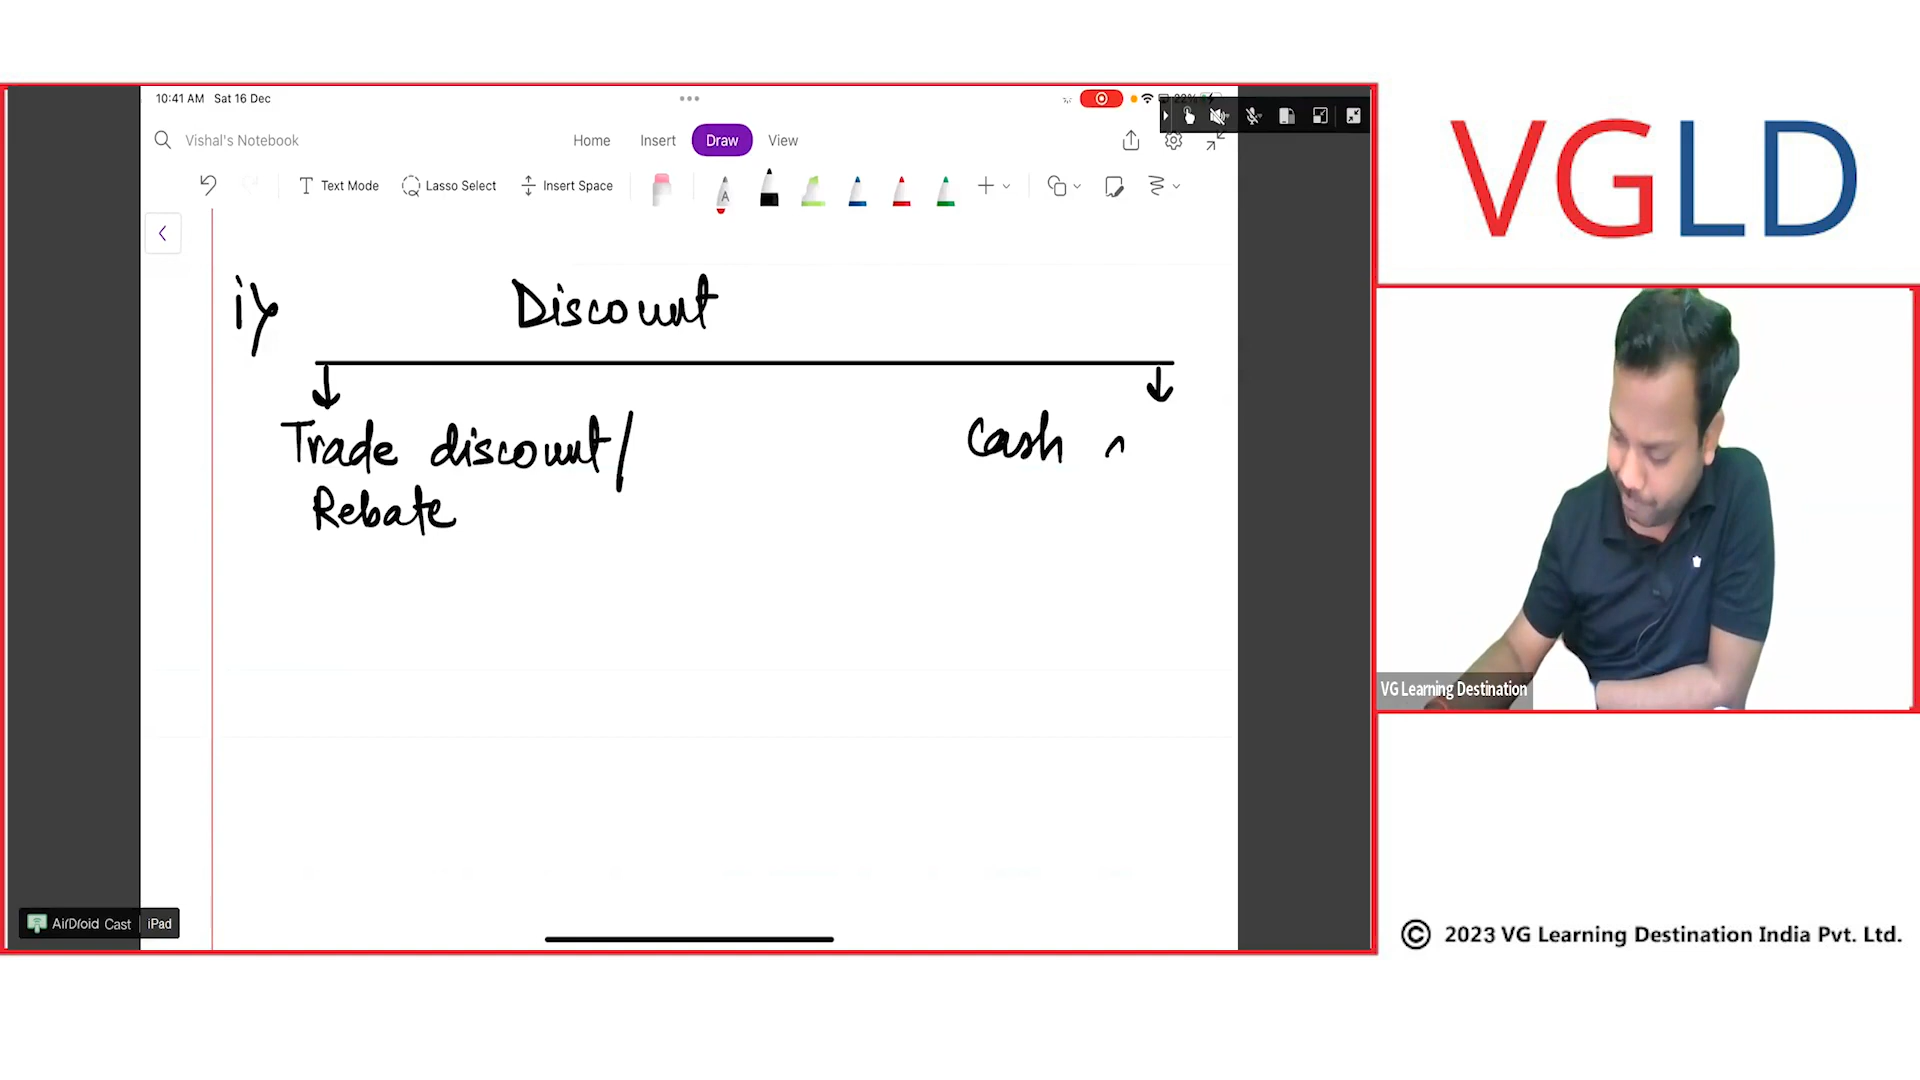 10:41 AM Sat 16 Dec
22%
Vishal's Notebook
Home Insert Draw View
Text Mode Lasso Select Insert Space
A
i)
Discount
Trade discount/
Rebate
Cash
VGLD
VG Learning Destination
AirDroid Cast iPad
© 2023 VG Learning Destination India Pvt. Ltd.